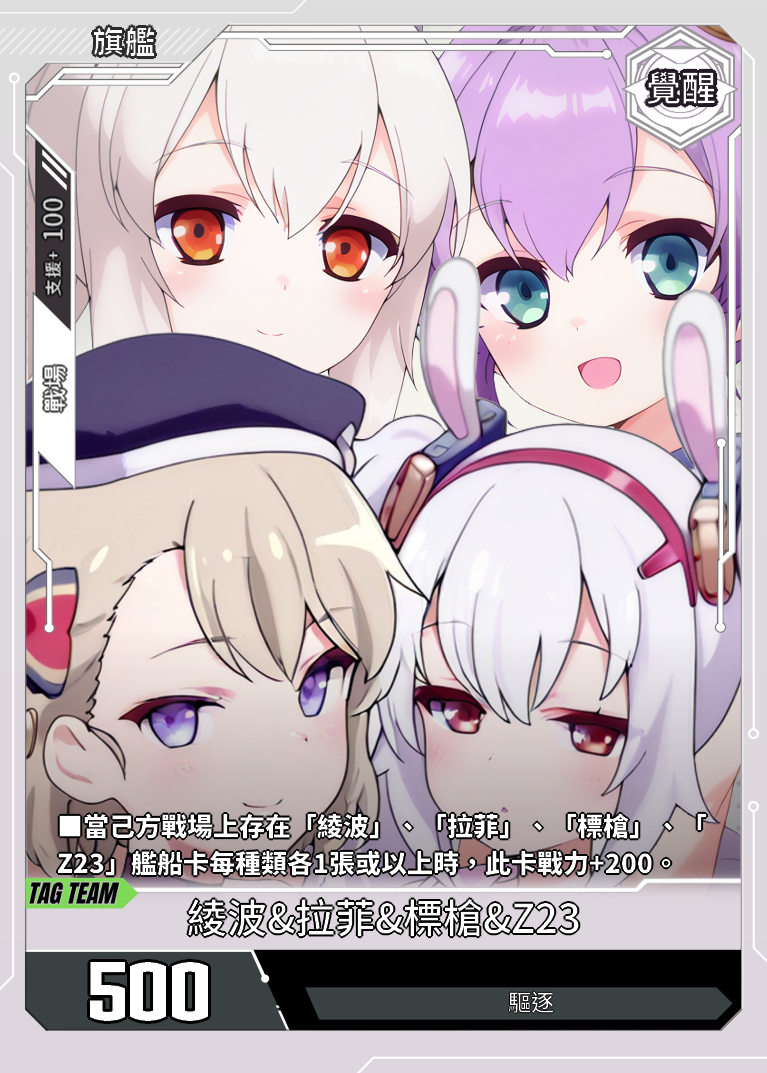 旗艦
覺醒
支援+ 100
戰場
■當己方戰場上存在「綾波」、「拉菲」、「標槍」、「
Z23」艦船卡每種類各1張或以上時，此卡戰力+200。
TAG TEAM
綾波&拉菲&標槍&Z23
500
驅逐